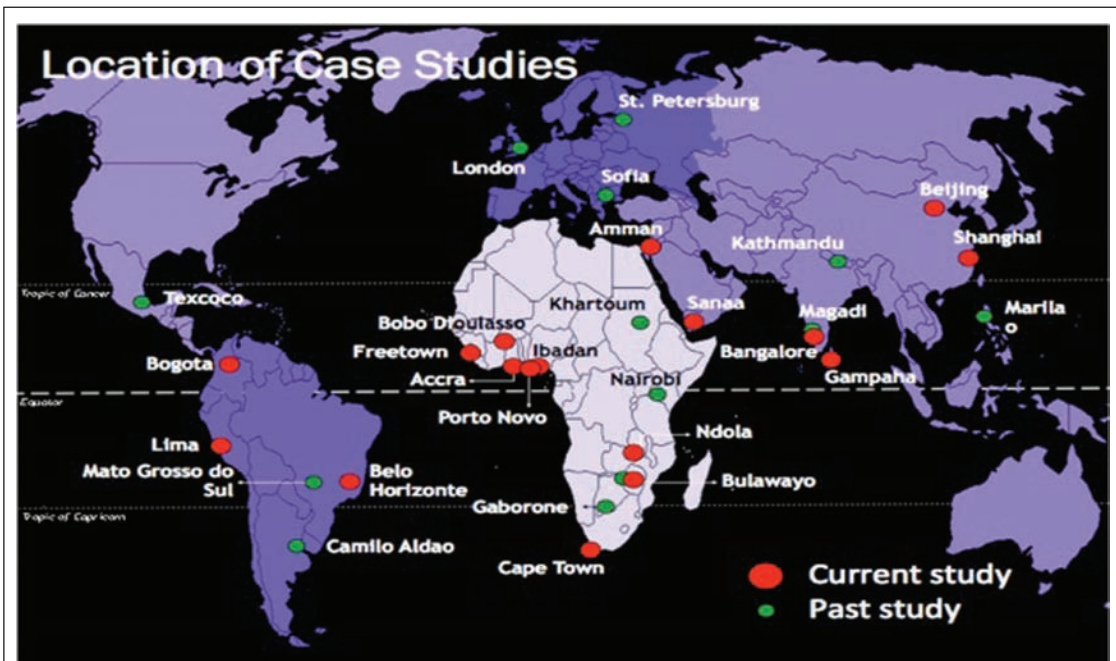 Location of Case Studies
St. Petersburg
London
Sofia
Beijing
Amman
Kathmandu
Shanghai
Tropic of Cancer
Texcoco
Khartoum
Sanaa
Magadi
Marila
o
Bobo Dioulasso
Freetown
Ibadan
Bangalore
Bogota
Accra
Gampaha
Nairobi
Equator
Porto Novo
Ndola
Lima
Mato Grosso do
Sul
Belo
Horizonte
Bulawayo
Gaborone
Tropic of Capricorn
Camilo Aldao
Cape Town
Current study
Past study